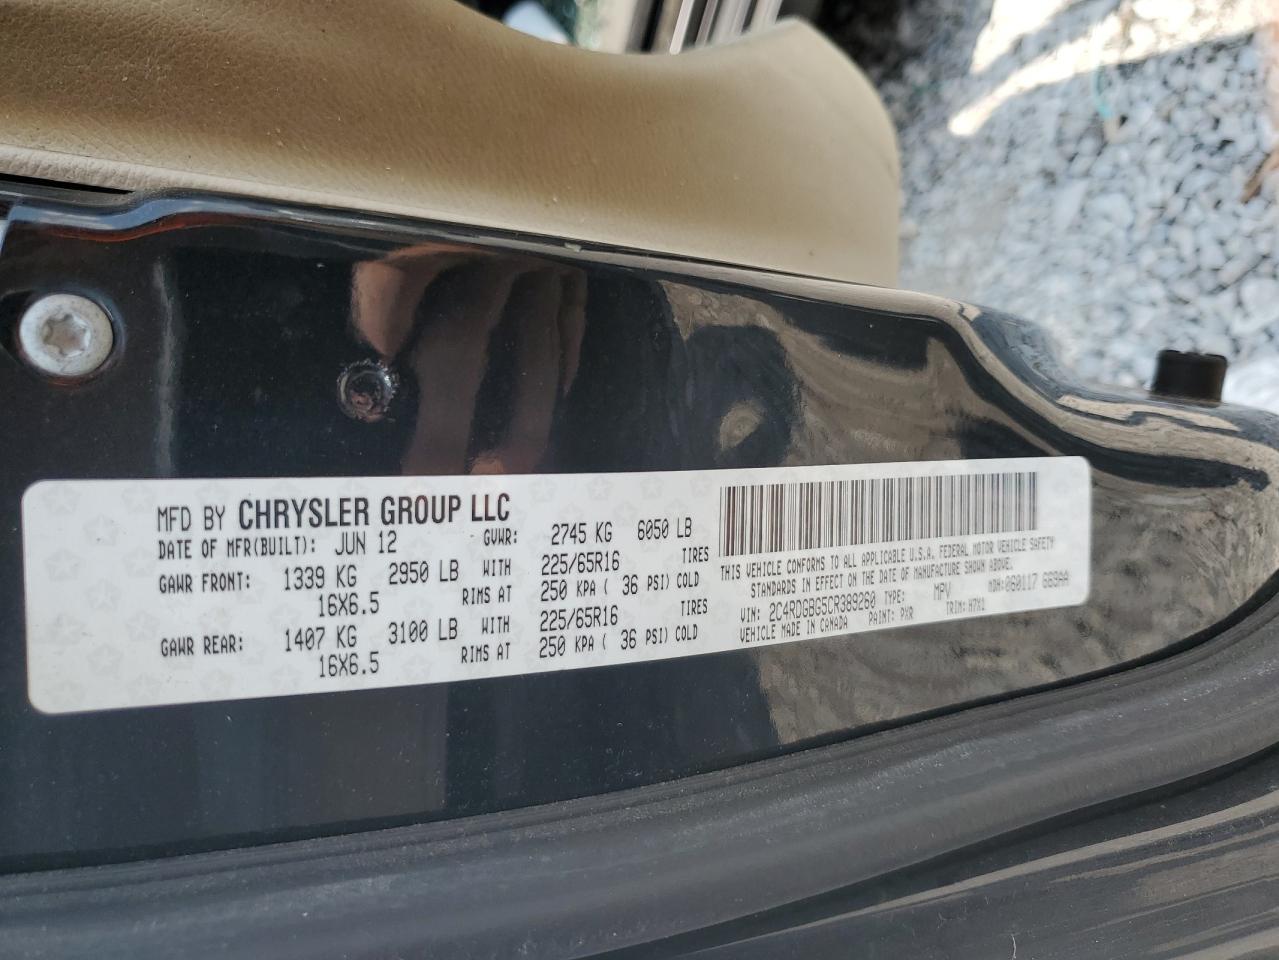 MFD BY CHRYSLER GROUP LLC
DATE OF MFR(BUILT): JUN 12 GVWR: 2745 KG 6050 LB
GAWR FRONT: 1339 KG 2950 LB WITH 225/65R16 TIRES
16X6.5 RIMS AT 250 KPA ( 36 PSI) COLD
GAWR REAR: 1407 KG 3100 LB WITH 225/65R16 TIRES
16X6.5 RIMS AT 250 KPA ( 36 PSI) COLD
THIS VEHICLE CONFORMS TO ALL APPLICABLE U.S.A. FEDERAL MOTOR VEHICLE SAFETY
STANDARDS IN EFFECT ON THE DATE OF MANUFACTURE SHOWN ABOVE.
VIN: 2C4RDGBG5CR389260 TYPE: MPV MDH: 060117
VEHICLE MADE IN CANADA PAINT: PXR TRIM: H7X1